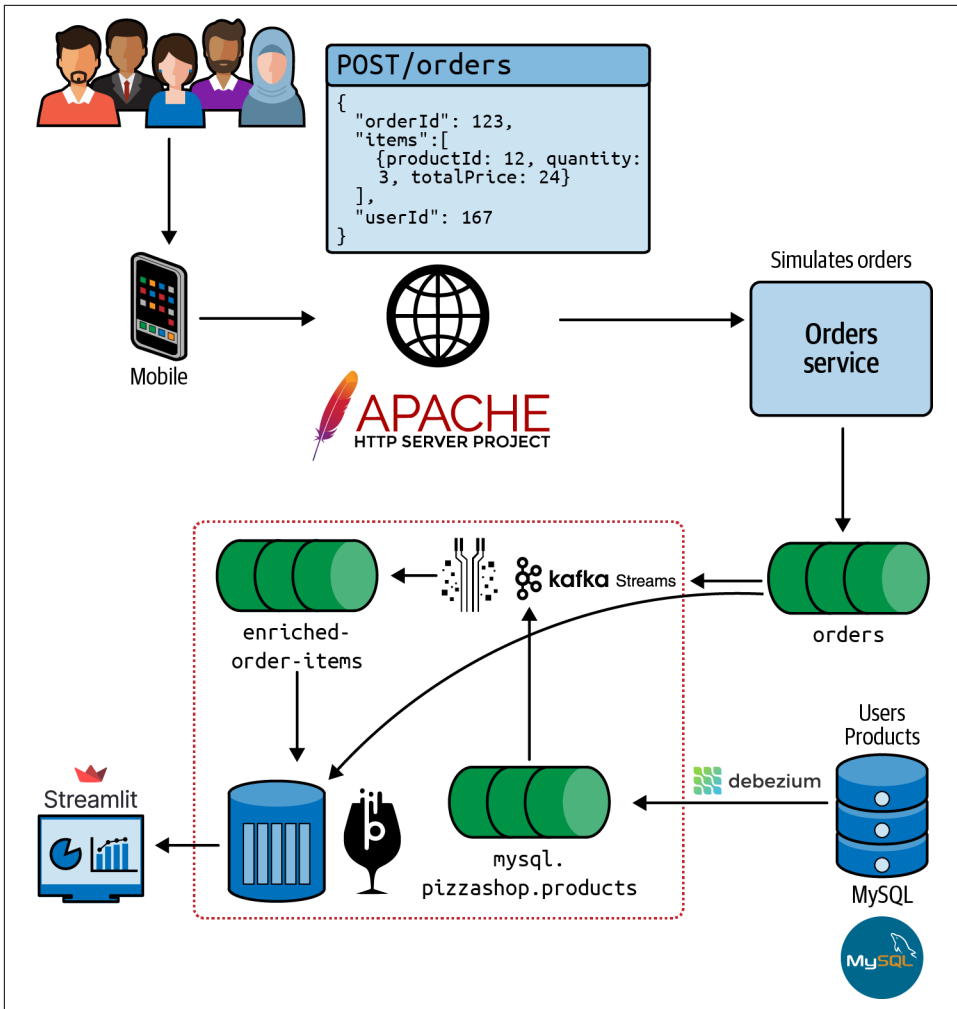 POST/orders
{
"orderId": 123,
"items":[
{productId: 12, quantity:
3, totalPrice: 24}
],
"userId": 167
}
Simulates orders
Orders
service
Mobile
APACHE
HTTP SERVER PROJECT
kafka Streams
enriched-
order-items
orders
Users
Products
debezium
Streamlit
mysql.
pizzashop.products
MySQL
MySQL